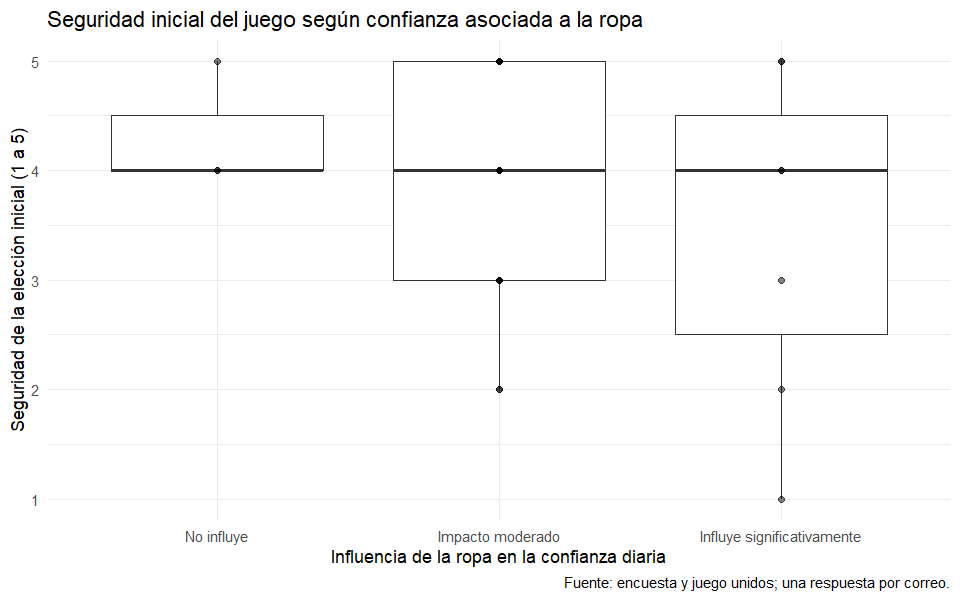 Seguridad inicial del juego según confianza asociada a la ropa
Seguridad de la elección inicial (1 a 5)
5
4
3
2
1
No influye
Impacto moderado
Influye significativamente
Influencia de la ropa en la confianza diaria
Fuente: encuesta y juego unidos; una respuesta por correo.